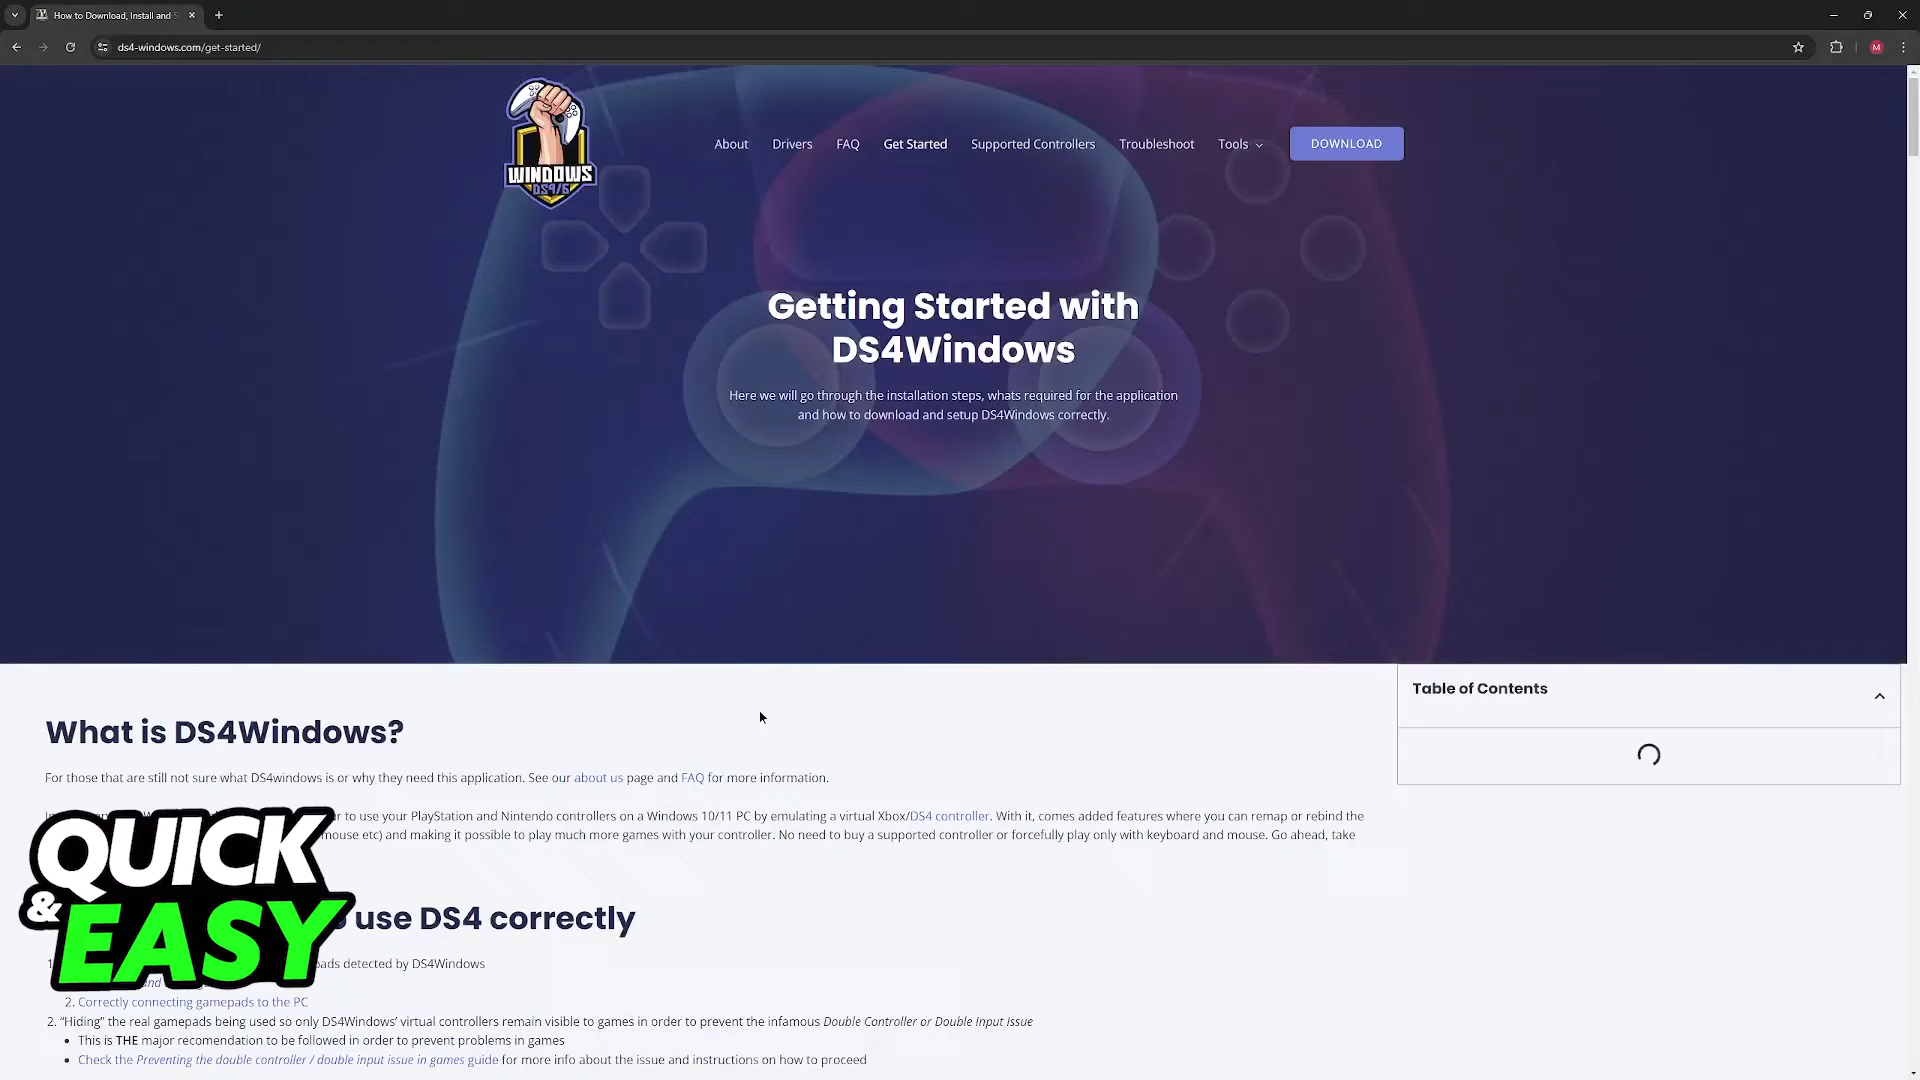 How to Download, Install and S
ds4-windows.com/get-started/
M
WINDOWS
DS4/5
About
Drivers
FAQ
Get Started
Supported Controllers
Troubleshoot
Tools
DOWNLOAD
Getting Started with
DS4Windows
Here we will go through the installation steps, whats required for the application
and how to download and setup DS4Windows correctly.
Table of Contents
What is DS4Windows?
For those that are still not sure what DS4windows is or why they need this application. See our about us page and FAQ for more information.
to use your PlayStation and Nintendo controllers on a Windows 10/11 PC by emulating a virtual Xbox/DS4 controller. With it, comes added features where you can remap or rebind the
mouse etc) and making it possible to play much more games with your controller. No need to buy a supported controller or forcefully play only with keyboard and mouse. Go ahead, take
QUICK
& EASY
use DS4 correctly
detected by DS4Windows
and
2. Correctly connecting gamepads to the PC
2. “Hiding” the real gamepads being used so only DS4Windows’ virtual controllers remain visible to games in order to prevent the infamous Double Controller or Double Input Issue
• This is THE major recomendation to be followed in order to prevent problems in games
• Check the Preventing the double controller / double input issue in games guide for more info about the issue and instructions on how to proceed